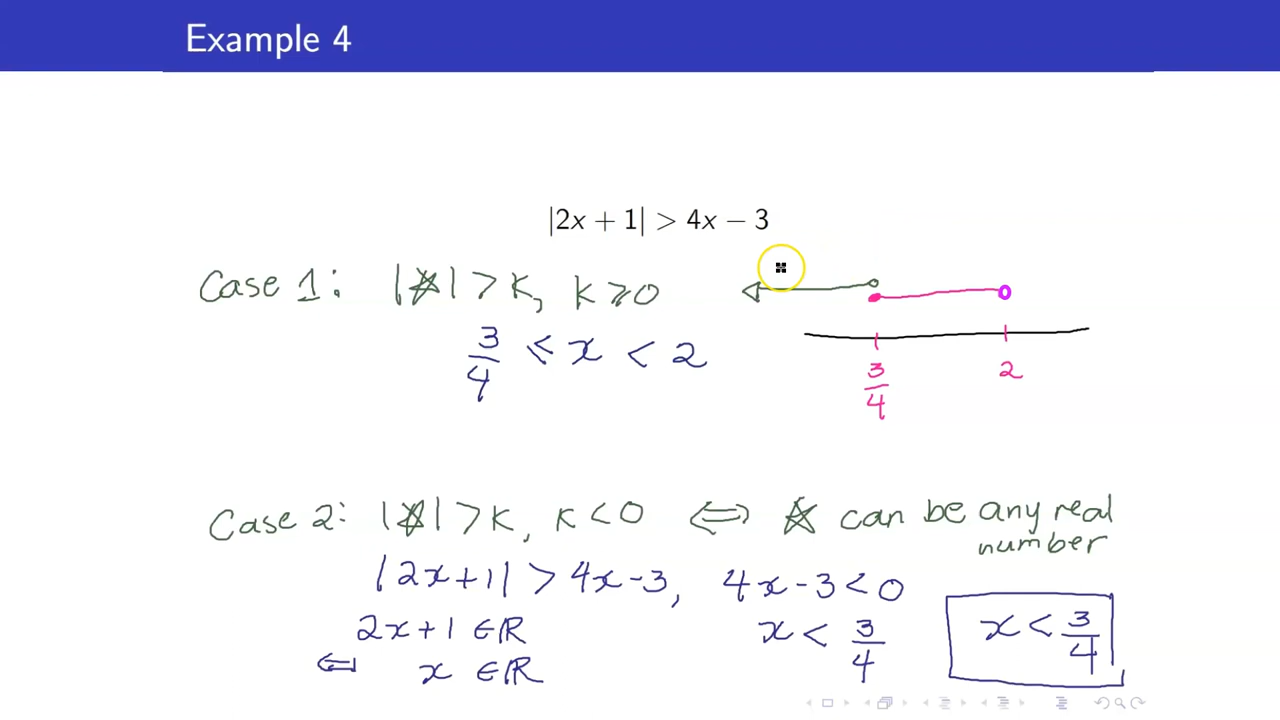 Example 4
|2x + 1| > 4x − 3
Case 1: |☆| > K, K ⩾ 0
3/4 ≤ x < 2
3/4 2
Case 2: |☆| > K, K < 0 ⟺ ☆ can be any real
number
|2x+1| > 4x-3, 4x-3 < 0
2x+1 ∈ ℝ x < 3/4 x < 3/4
⟺ x ∈ ℝ